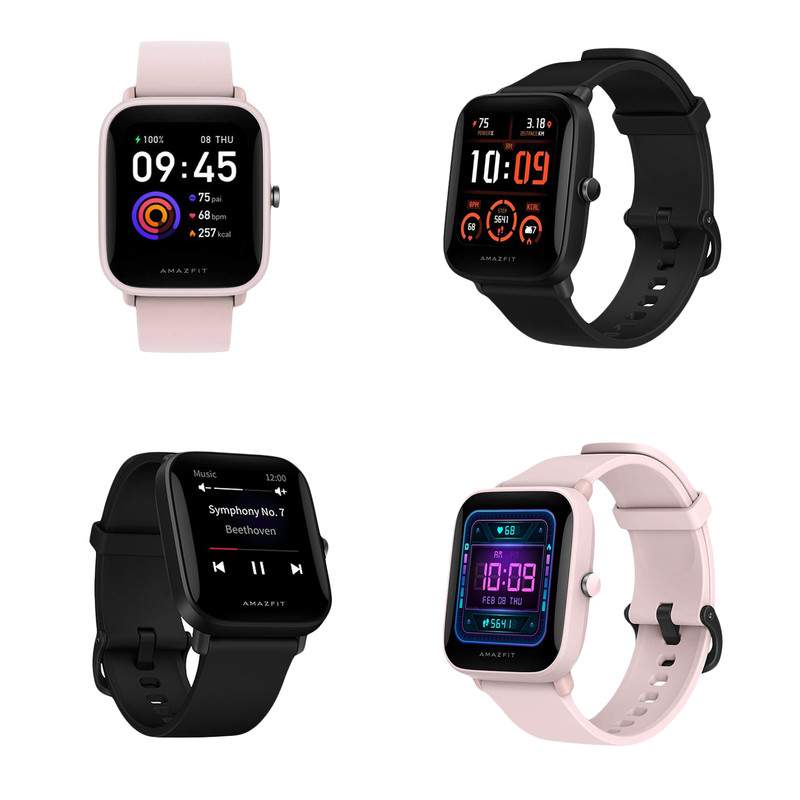 100% 08 THU
09:45
75 pai
68 bpm
257 kcal
AMAZFIT
75 3.18
POWER% DISTANCE KM
AM
10:09
BPM STEP KCAL
68 5641
AMAZFIT
Music 12:00
Symphony No. 7
Beethoven
AMAZFIT
68
AM
10:09
FEB 08 THU
5641
AMAZFIT